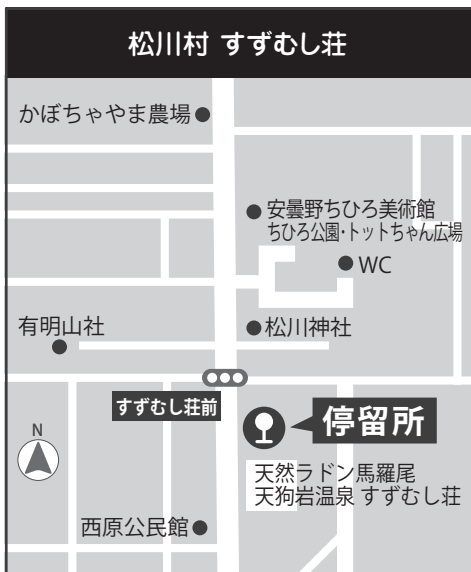 松川村 すずむし荘
かぼちゃやま農場
安曇野ちひろ美術館
ちひろ公園・トットちゃん広場
WC
有明山社
松川神社
すずむし荘前
停留所
N
天然ラドン馬羅尾
天狗岩温泉 すずむし荘
西原公民館